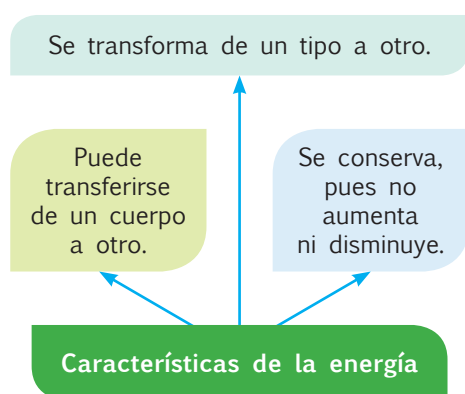 Se transforma de un tipo a otro.
Puede
transferirse
de un cuerpo
a otro.
Se conserva,
pues no
aumenta
ni disminuye.
Características de la energía